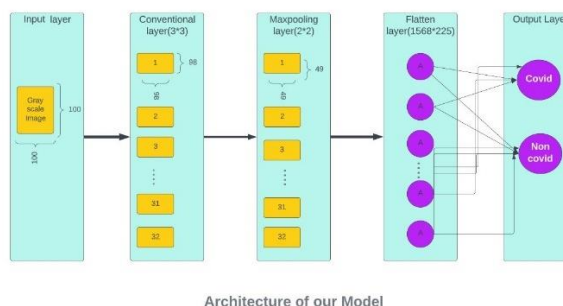 Input layer
Gray
scale
Image
100
100
Conventional
layer(3*3)
1
98
98
2
3
31
32
Maxpooling
layer(2*2)
1
49
49
2
3
31
32
Flatten
layer(1568*225)
A
A
A
A
A
Output Layer
Covid
Non
covid
Architecture of our Model